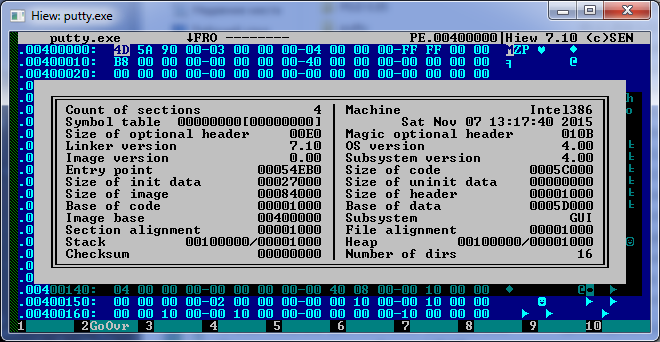 Hiew: putty.exe
putty.exe ↓FRO -------- PE.00400000|Hiew 7.10 (c)SEN
.00400000: 4D 5A 90 00-03 00 00 00-04 00 00 00-FF FF 00 00 MZP ♥ ♦
.00400010: B8 00 00 00-00 00 00 00-40 00 00 00-00 00 00 00 ╕ @
.00400020: 00 00 00 00-00 00 00 00-00 00 00 00-00 00 00 00
Count of sections 4 Machine Intel386
Symbol table 00000000[00000000] Sat Nov 07 13:17:40 2015
Size of optional header 00E0 Magic optional header 010B
Linker version 7.10 OS version 4.00
Image version 0.00 Subsystem version 4.00
Entry point 00054EB0 Size of code 0005C000
Size of init data 00027000 Size of uninit data 00000000
Size of image 00084000 Size of header 00001000
Base of code 00001000 Base of data 0005D000
Image base 00400000 Subsystem GUI
Section alignment 00001000 File alignment 00001000
Stack 00100000/00001000 Heap 00100000/00001000
Checksum 00000000 Number of dirs 16
.00400140: 04 00 00 00-00 00 00 00-40 08 00-00 10 00 00 ♦ @
.00400150: 00 00 00 00-02 00 00 00-00 00 10 00-00 10 00 00
.00400160: 00 00 10 00-00 10 00 00-00 00 00 00-10 00 00 00
1 2GoOvr 3 4 5 6 7 8 9 10